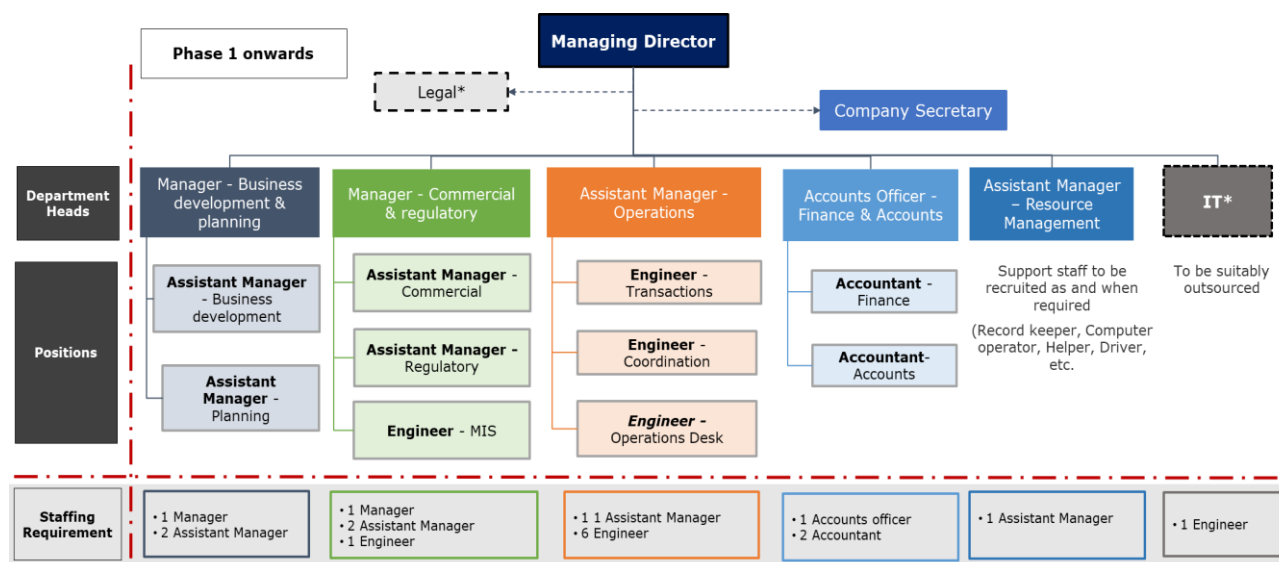 Phase 1 onwards
Managing Director
Legal*
Company Secretary
Department
Heads
Manager - Business
development &
planning
Manager - Commercial
& regulatory
Assistant Manager -
Operations
Accounts Officer -
Finance & Accounts
Assistant Manager
– Resource
Management
IT*
Positions
Assistant Manager
- Business
development
Assistant
Manager -
Planning
Assistant Manager -
Commercial
Assistant Manager –
Regulatory
Engineer - MIS
Engineer -
Transactions
Engineer -
Coordination
Engineer –
Operations Desk
Accountant -
Finance
Accountant-
Accounts
Support staff to be
recruited as and when
required
(Record keeper, Computer
operator, Helper, Driver,
etc.
To be suitably
outsourced
Staffing
Requirement
• 1 Manager
• 2 Assistant Manager
• 1 Manager
• 2 Assistant Manager
• 1 Engineer
• 1 1 Assistant Manager
• 6 Engineer
• 1 Accounts officer
• 2 Accountant
• 1 Assistant Manager
• 1 Engineer